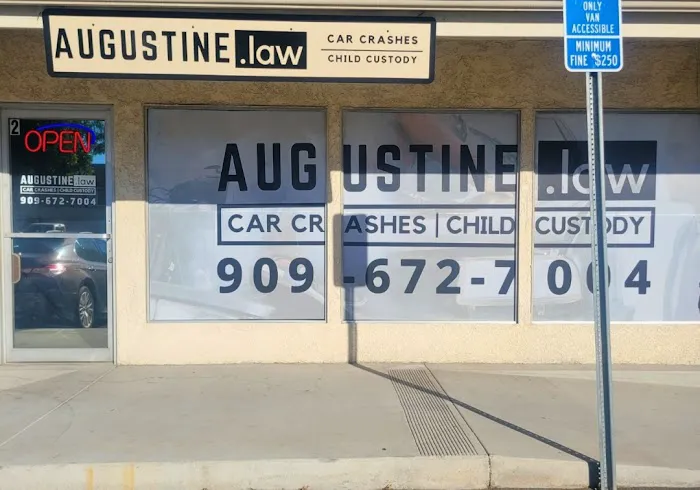 AUGUSTINE.law
CAR CRASHES
CHILD CUSTODY
ONLY
VAN
ACCESSIBLE
MINIMUM
FINE $250
2
OPEN
AUGUSTINE.law
CAR CRASHES | CHILD CUSTODY
909-672-7004
AUGUSTINE.law
CAR CRASHES | CHILD CUSTODY
909-672-7004